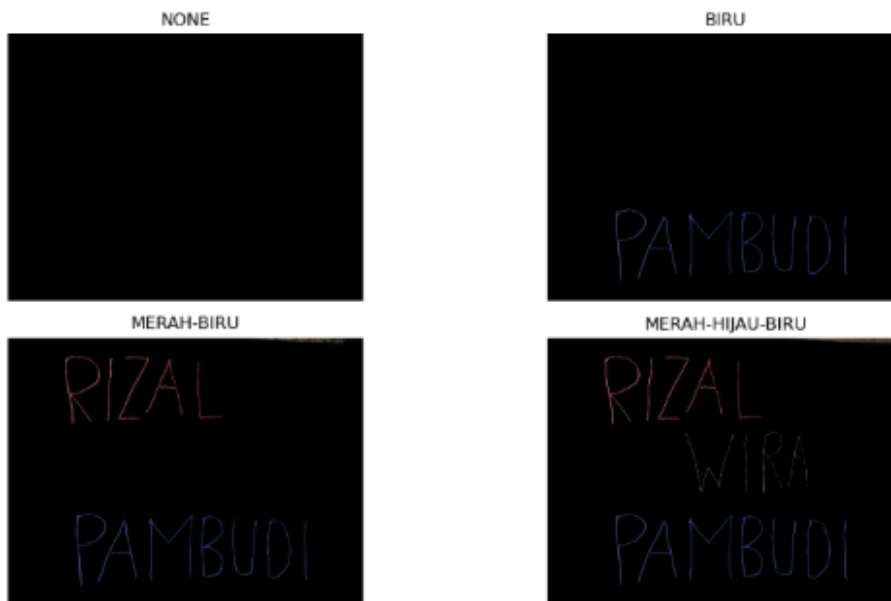 NONE
BIRU
PAMBUDI
MERAH-BIRU
RIZAL
PAMBUDI
MERAH-HIJAU-BIRU
RIZAL
WIRA
PAMBUDI